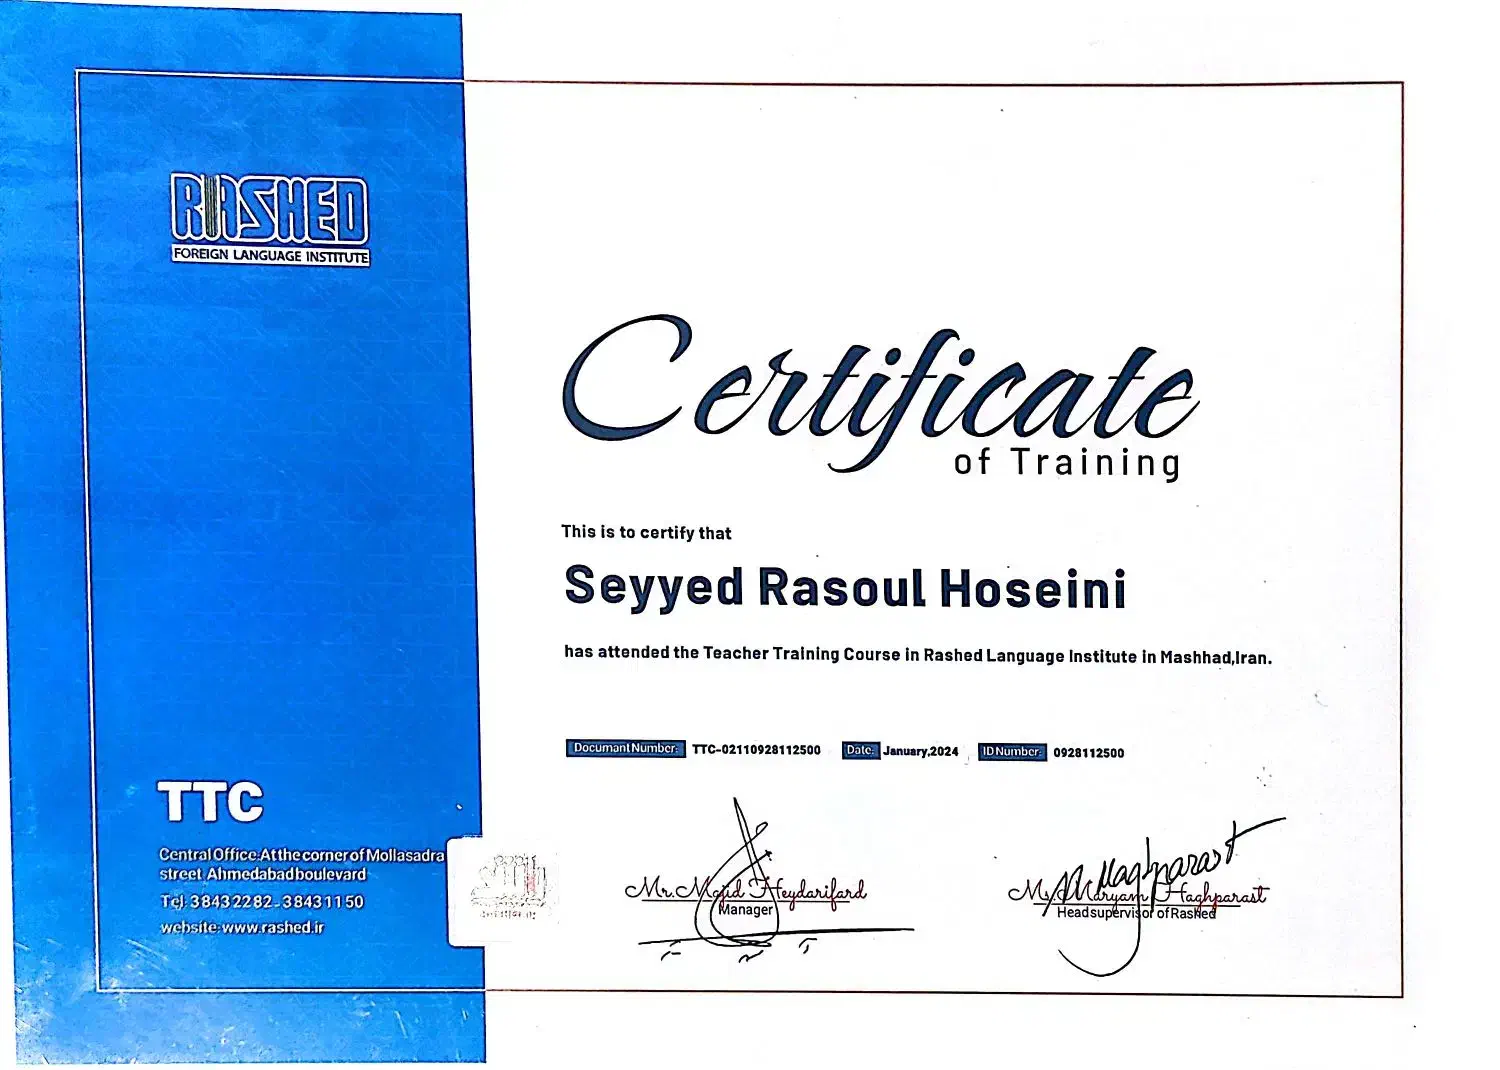 RASHED
FOREIGN LANGUAGE INSTITUTE
Certificate
of Training
This is to certify that
Seyyed Rasoul Hoseini
has attended the Teacher Training Course in Rashed Language Institute in Mashhad,Iran.
Documant Number: TTC-02110928112500 Date: January,2024 ID Number: 0928112500
TTC
Central Office:At the corner of Mollasadra
street Ahmedabad boulevard
Tel: 38432282-38431150
website:www.rashed.ir
Mr. Majid Heydarifard
Manager
Ms. Maryam Haghparast
Head supervisor of Rashed
M Haghparast